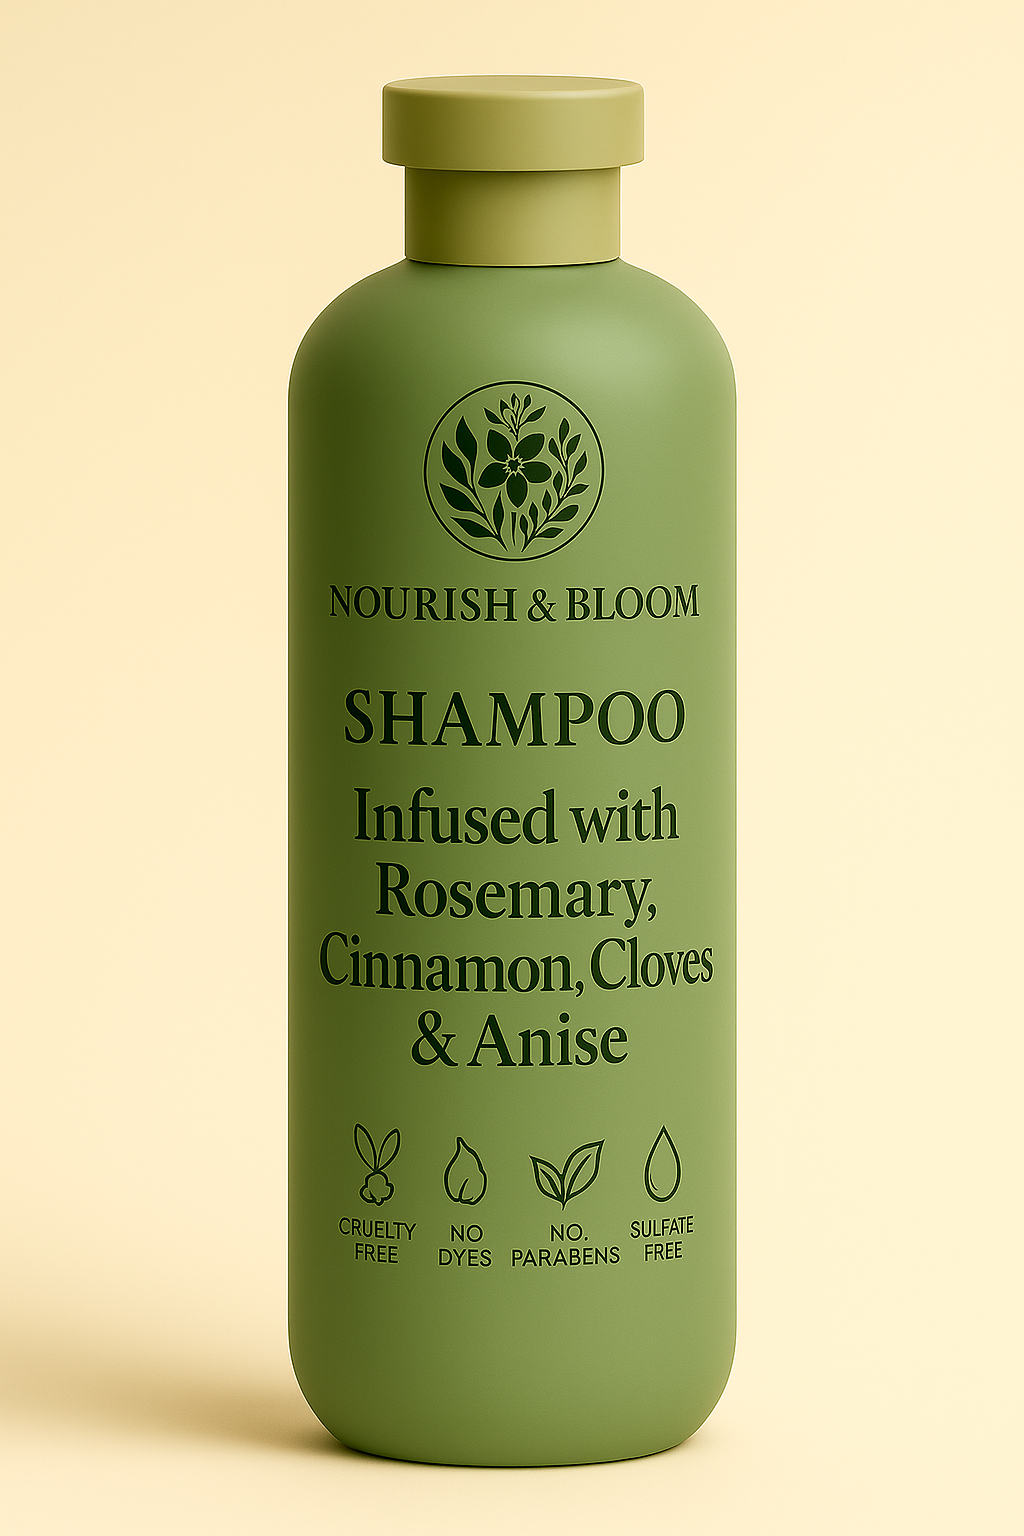 NOURISH & BLOOM
SHAMPOO
Infused with
Rosemary,
Cinnamon, Cloves
& Anise
CRUELTY
FREE
NO
DYES
NO.
PARABENS
SULFATE
FREE